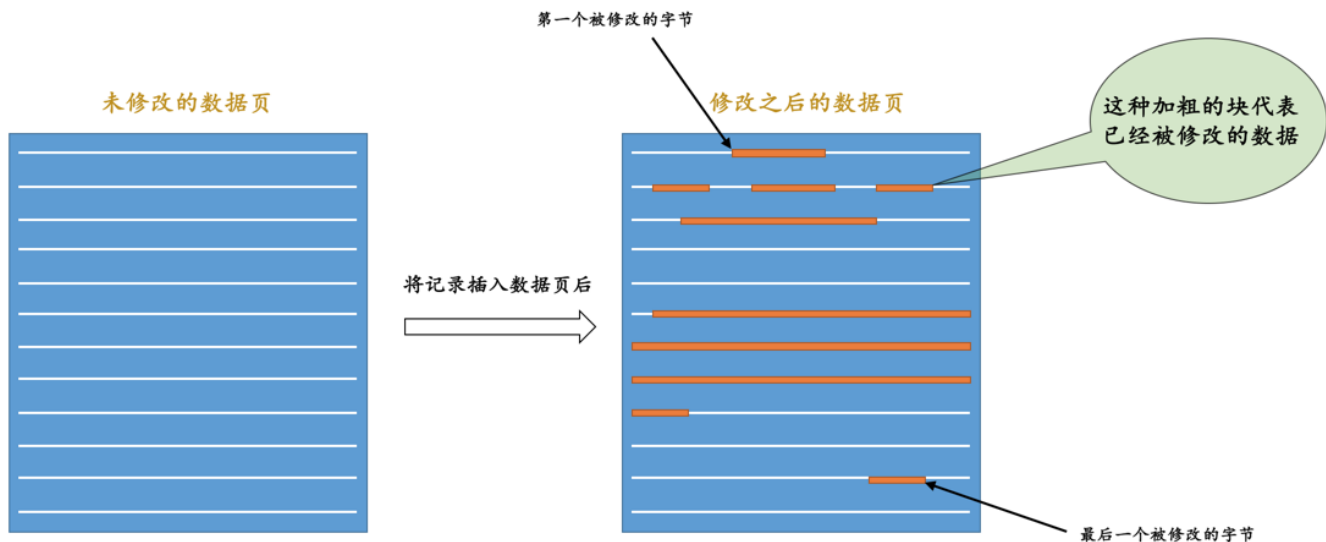 第一个被修改的字节
未修改的数据页
修改之后的数据页
这种加粗的块代表
已经被修改的数据
将记录插入数据页后
最后一个被修改的字节